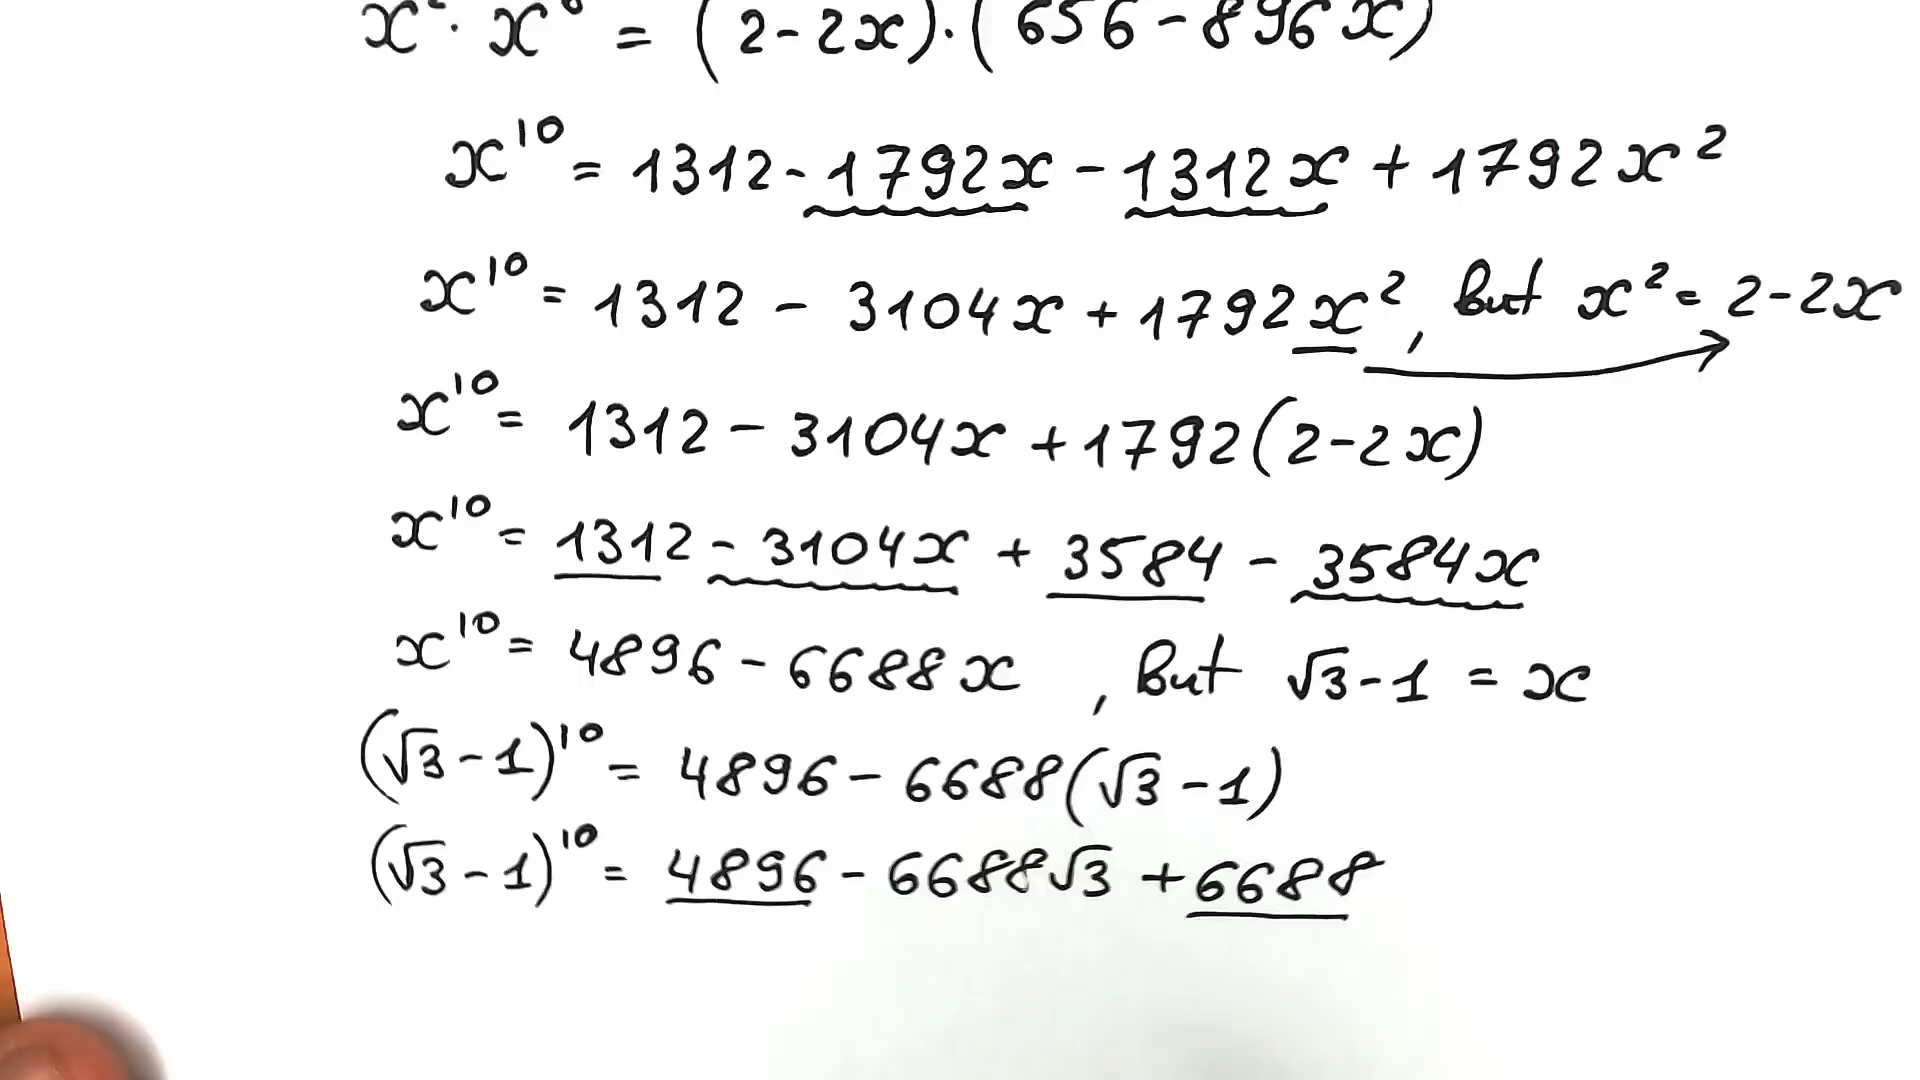 x² · x⁸ = (2-2x)·(656-896x)
x¹⁰ = 1312-1792x-1312x+1792x²
x¹⁰ = 1312 - 3104x+1792x², but x² = 2-2x
x¹⁰ = 1312-3104x+1792(2-2x)
x¹⁰ = 1312-3104x + 3584 - 3584x
x¹⁰ = 4896-6688x , But √3-1 = x
(√3-1)¹⁰ = 4896-6688(√3-1)
(√3-1)¹⁰ = 4896-6688√3 +6688